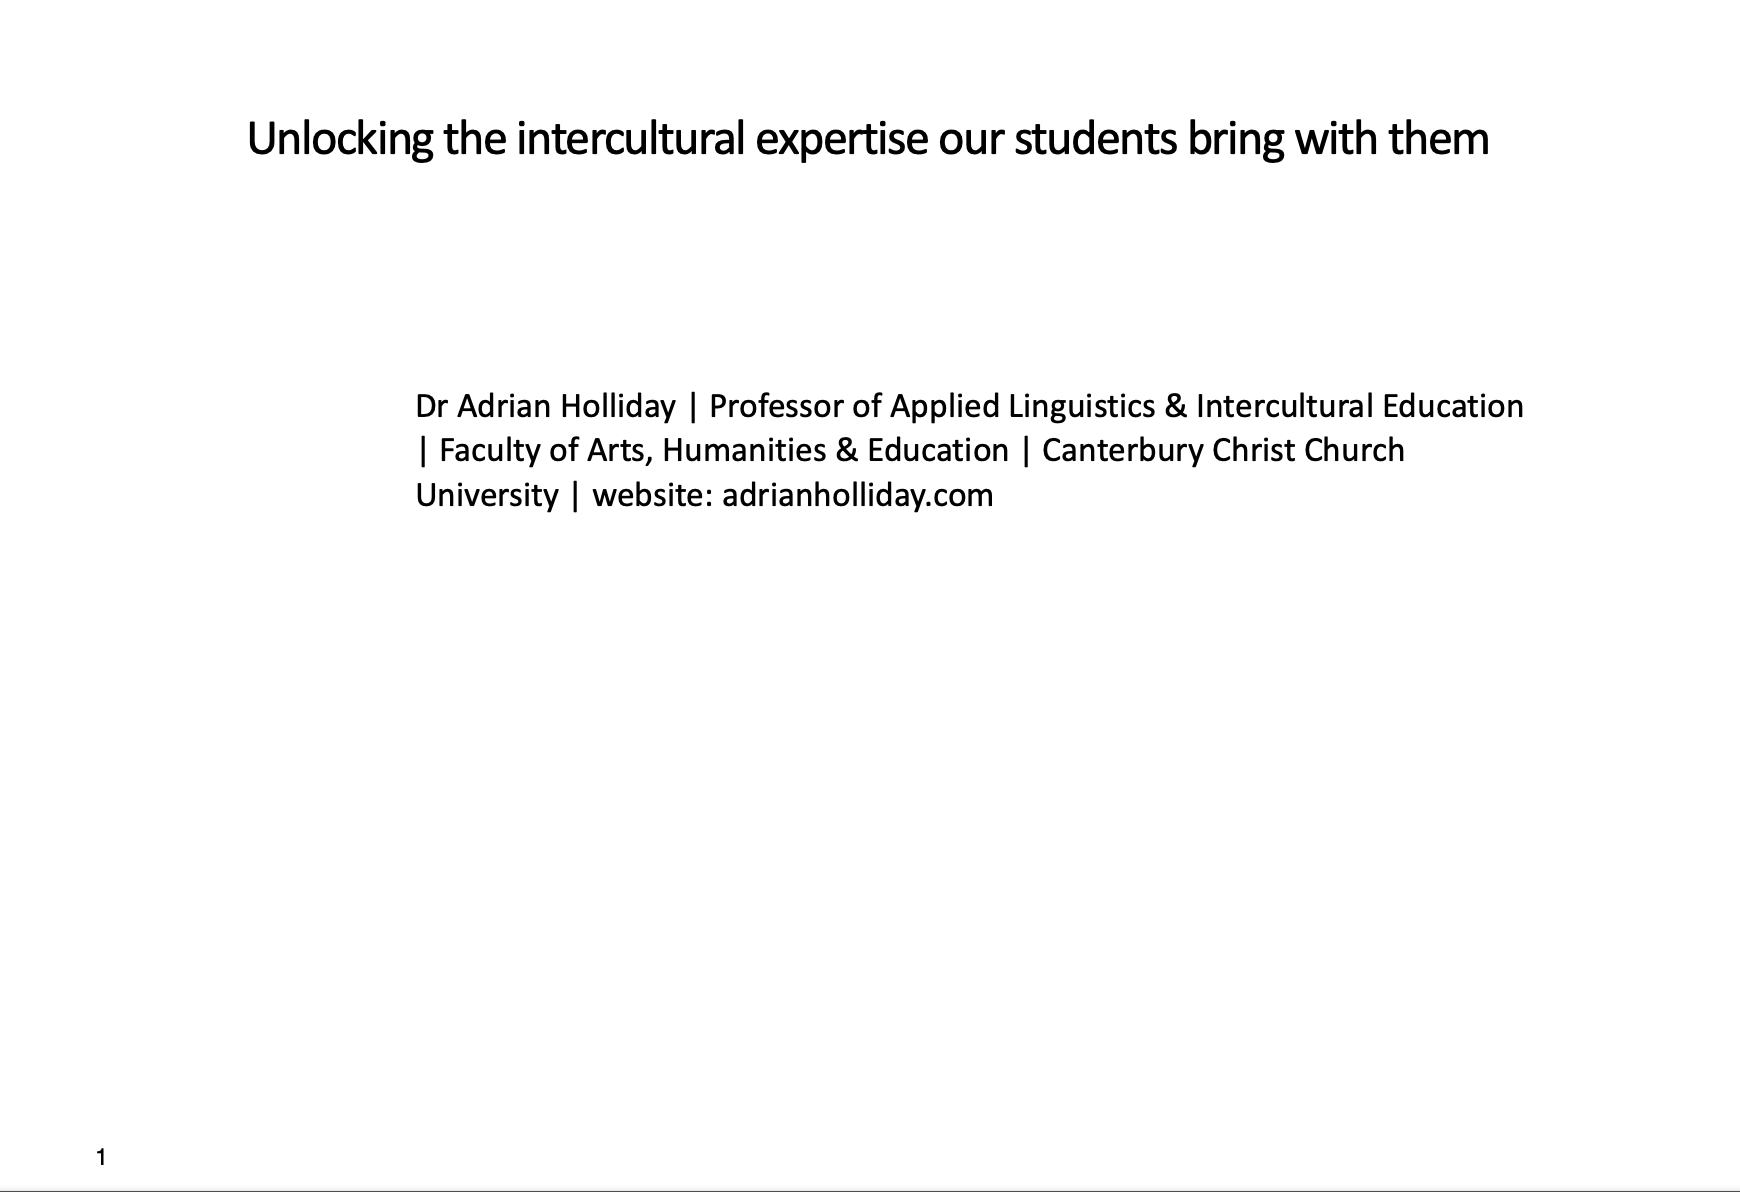 Unlocking the intercultural expertise our students bring with them
Dr Adrian Holliday | Professor of Applied Linguistics & Intercultural Education
| Faculty of Arts, Humanities & Education | Canterbury Christ Church
University | website: adrianholliday.com
1